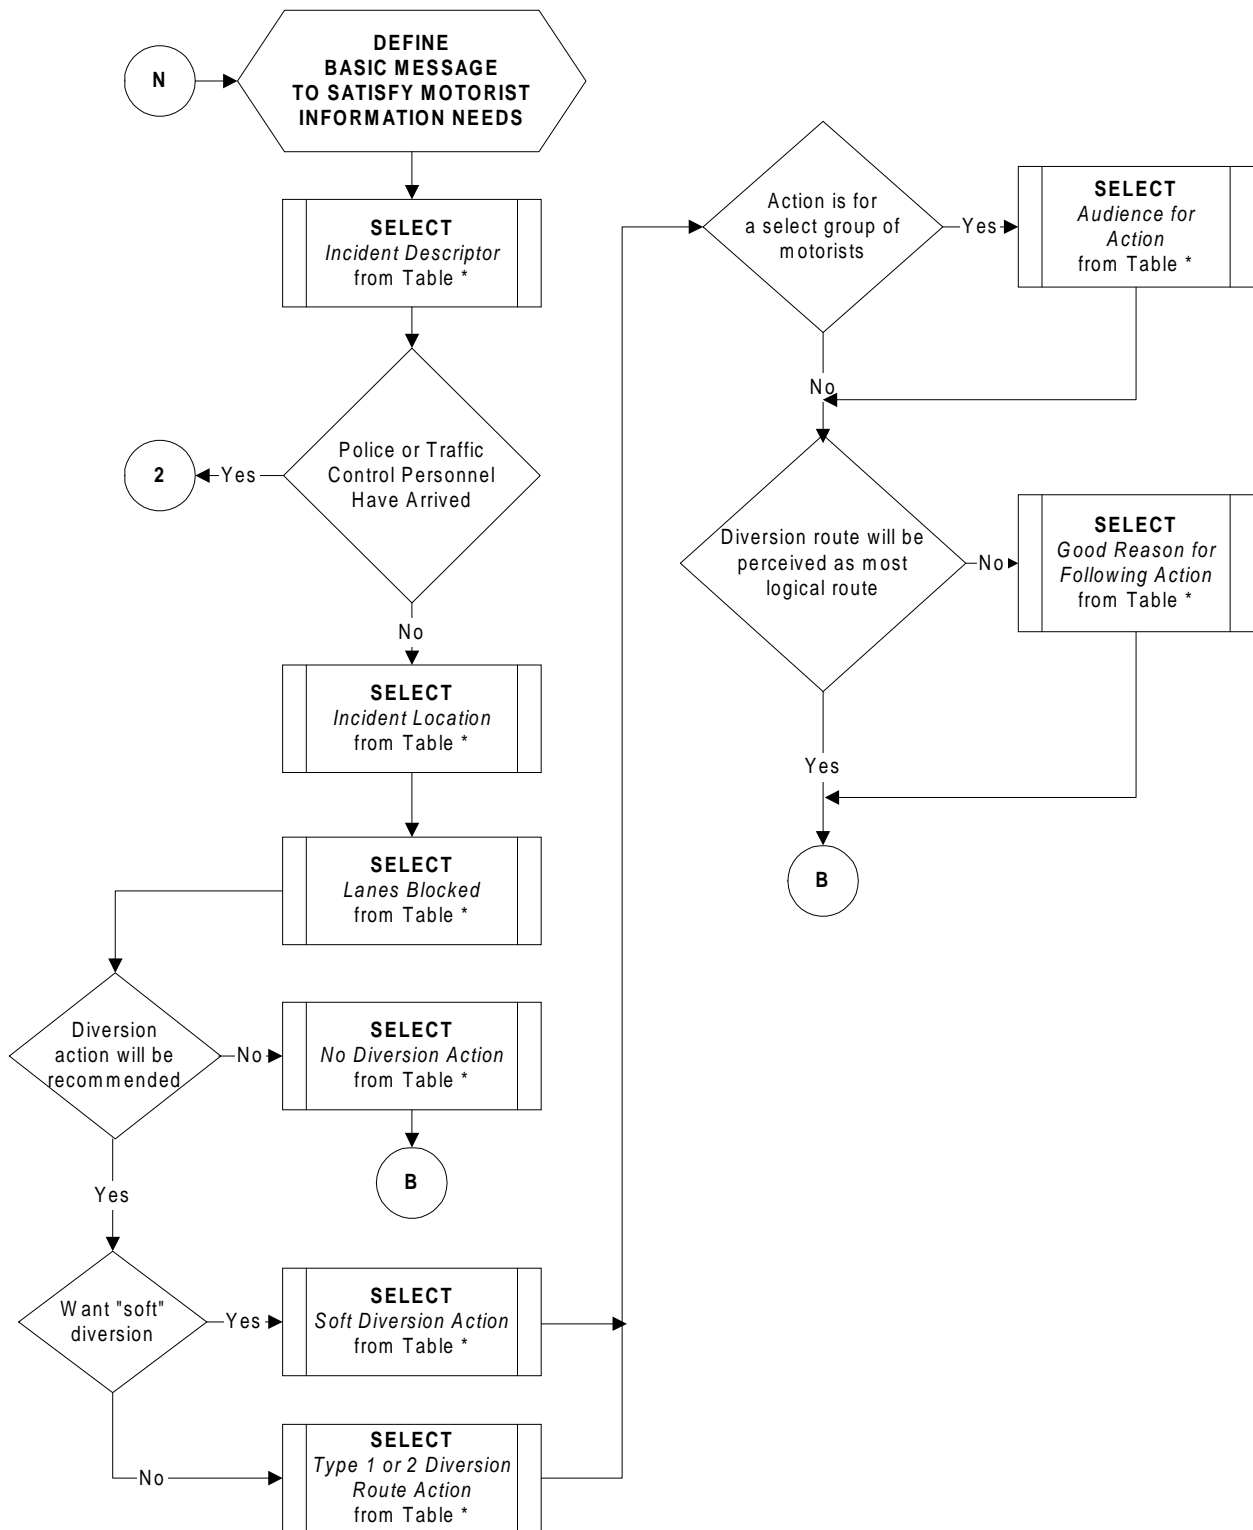 N
DEFINE
BASIC MESSAGE
TO SATISFY MOTORIST
INFORMATION NEEDS
SELECT
Incident Descriptor
from Table *
Police or Traffic
Control Personnel
Have Arrived
Yes
2
No
SELECT
Incident Location
from Table *
SELECT
Lanes Blocked
from Table *
Diversion
action will be
recommended
No
SELECT
No Diversion Action
from Table *
B
Yes
Want "soft"
diversion
Yes
SELECT
Soft Diversion Action
from Table *
No
SELECT
Type 1 or 2 Diversion
Route Action
from Table *
Action is for
a select group of
motorists
Yes
SELECT
Audience for
Action
from Table *
No
Diversion route will be
perceived as most
logical route
No
SELECT
Good Reason for
Following Action
from Table *
Yes
B